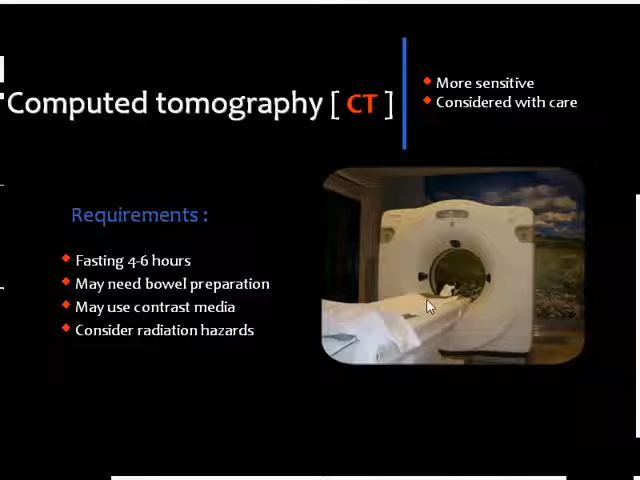 Computed tomography [ CT ]
More sensitive
Considered with care
Requirements :
Fasting 4-6 hours
May need bowel preparation
May use contrast media
Consider radiation hazards